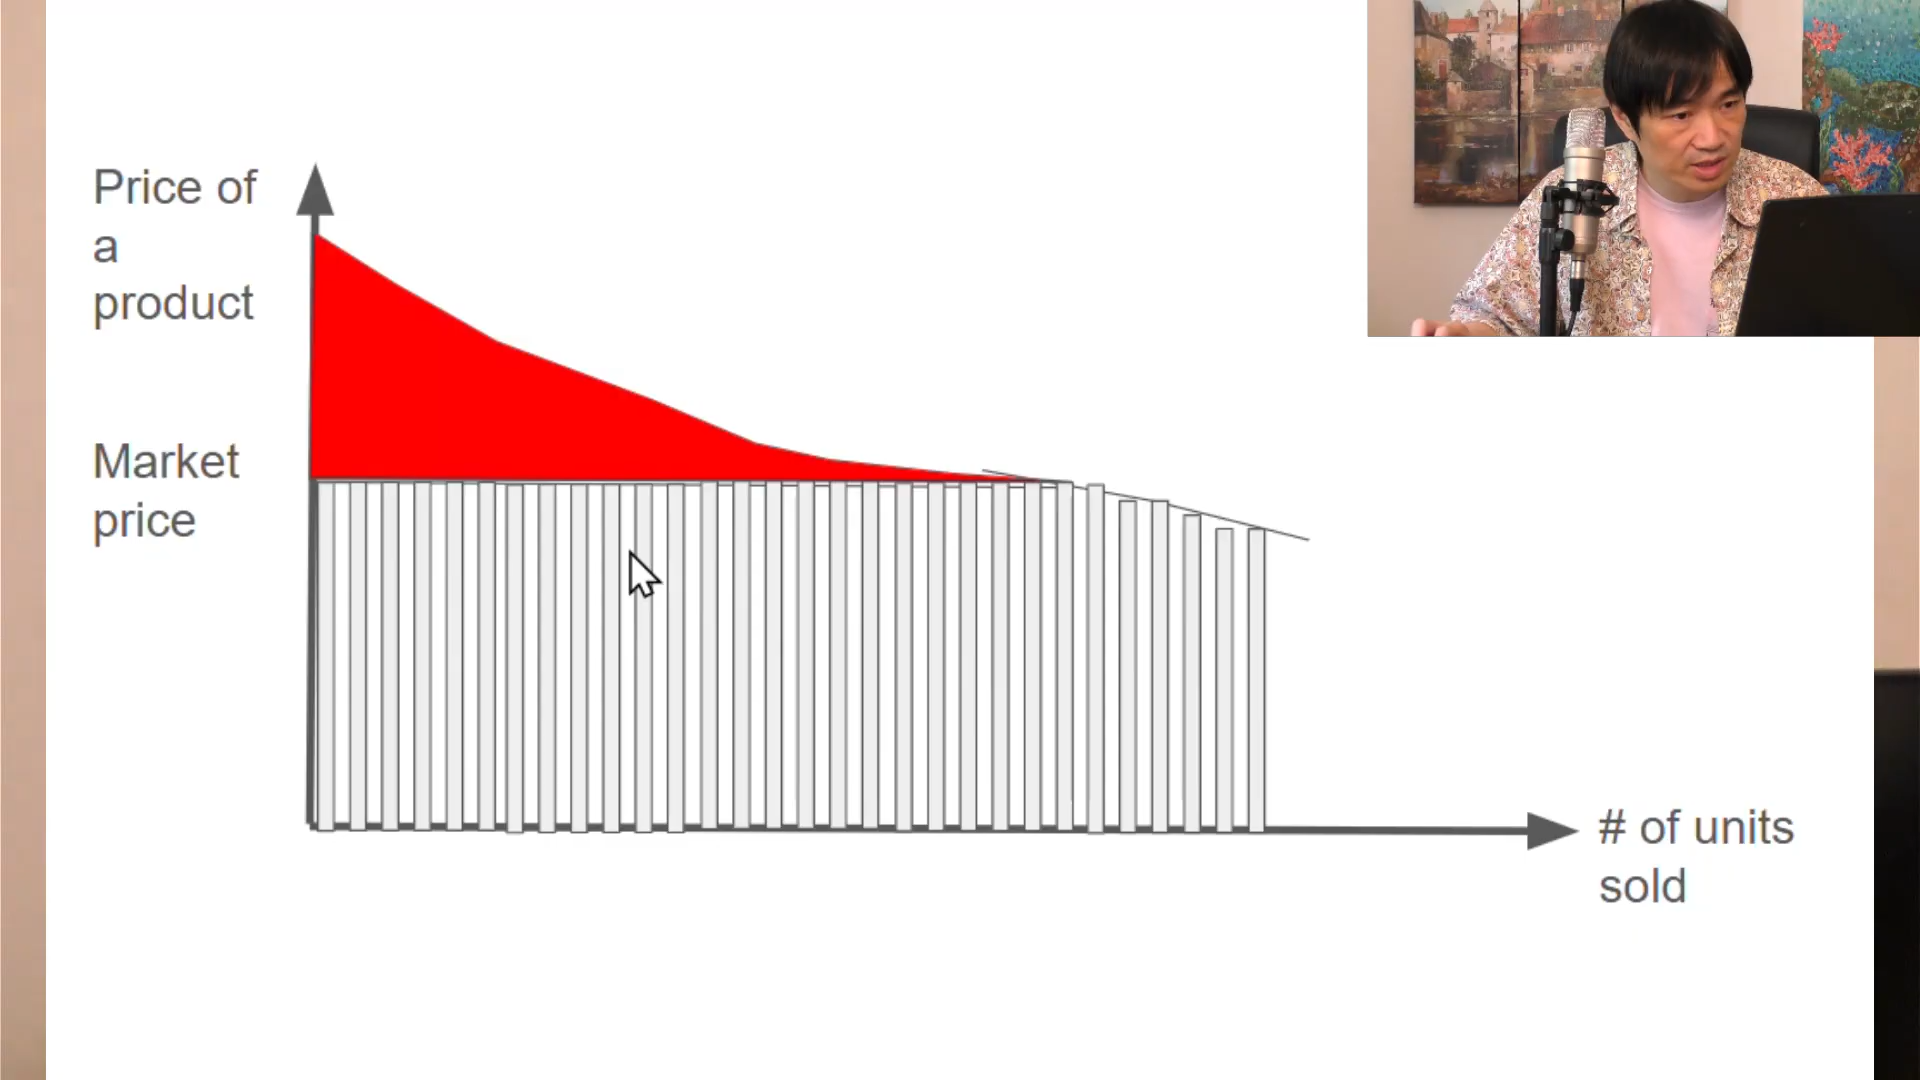 Price of
a
product
Market
price
# of units
sold